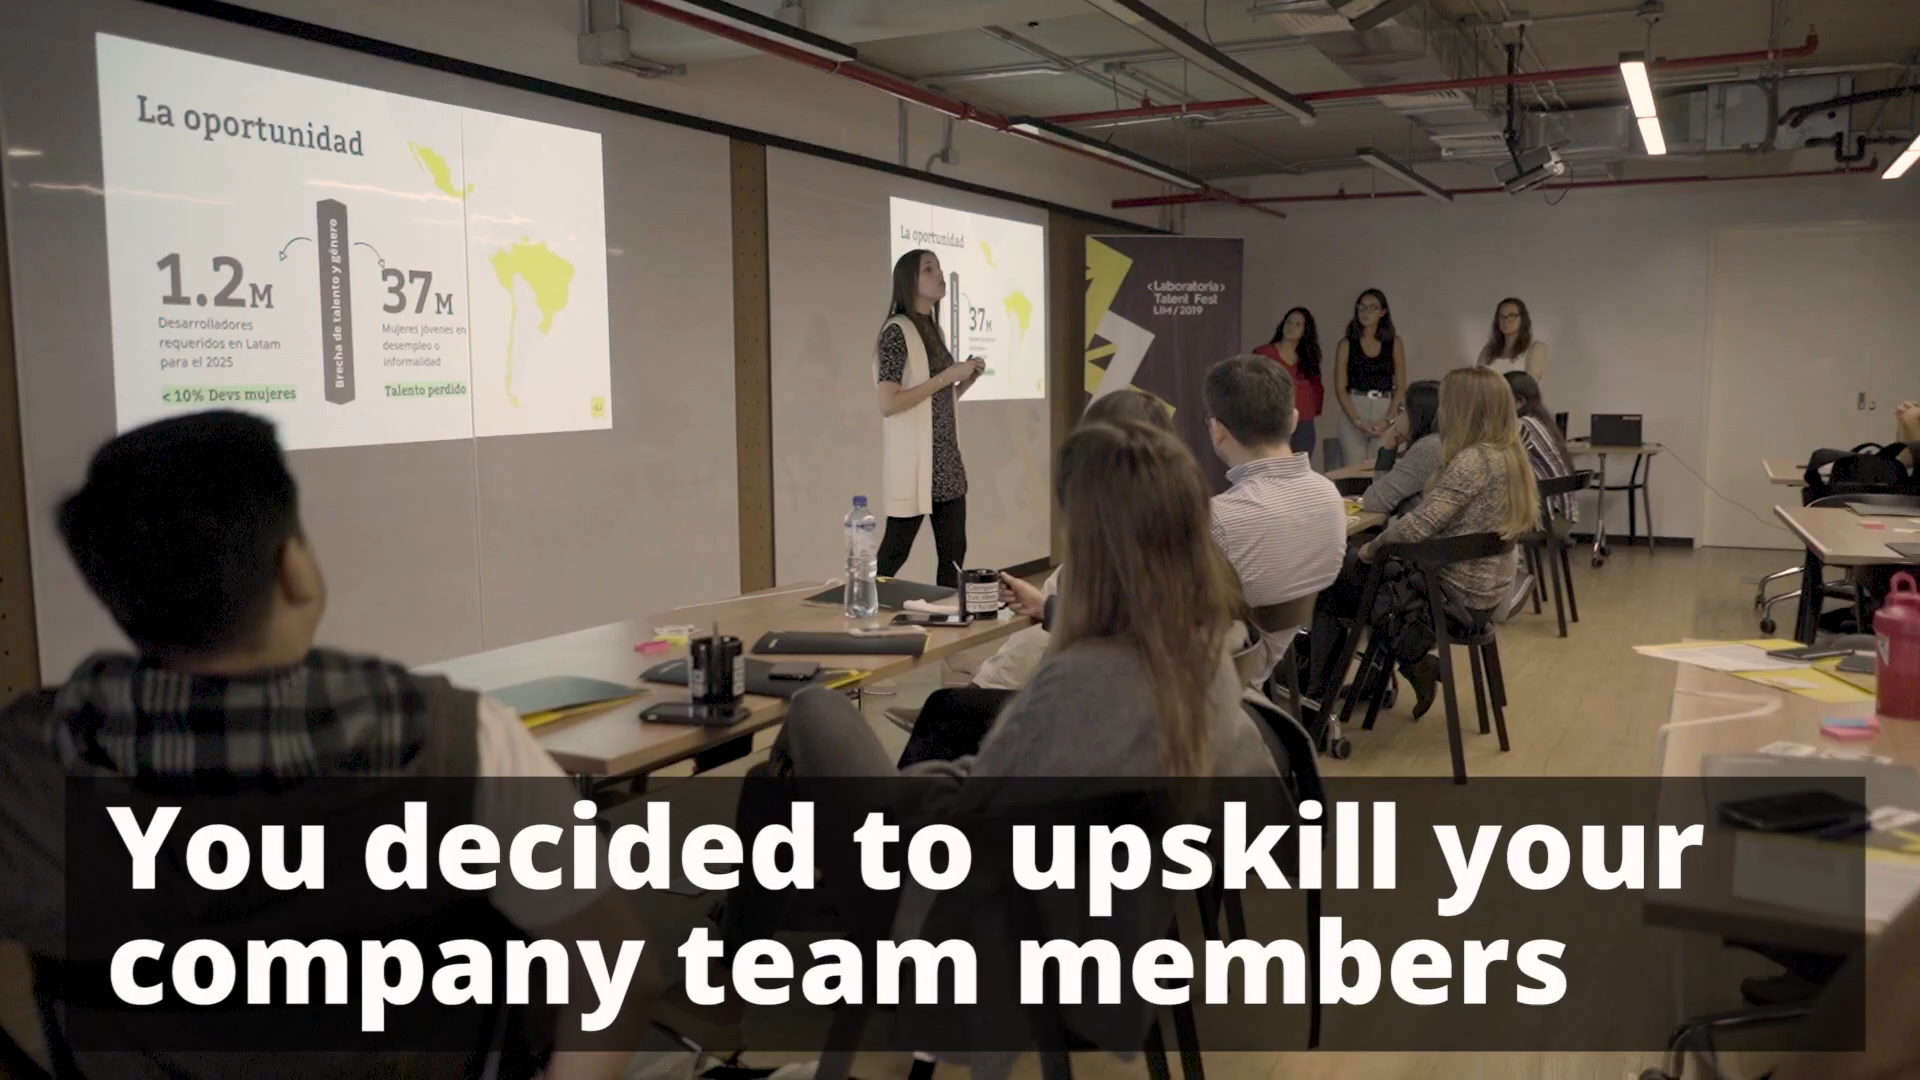 La oportunidad
1.2M
Desarrolladores
requeridos en Latam
para el 2025
<10% Devs mujeres
Brecha de talento y género
37M
Mujeres jóvenes en
desempleo o
informalidad
Talento perdido
La oportunidad
37M
<Laboratoria>
Talent Fest
LIM/2019
You decided to upskill your
company team members